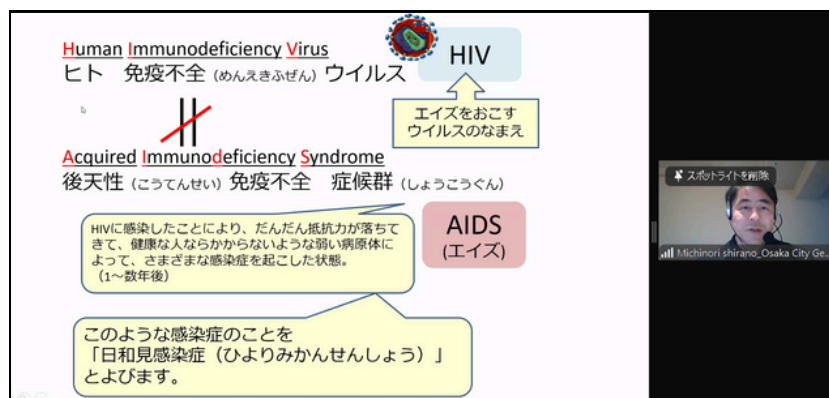 Human Immunodeficiency Virus
ヒト 免疫不全（めんえきふぜん）ウイルス
HIV
エイズをおこす
ウイルスのなまえ
Acquired Immunodeficiency Syndrome
後天性（こうてんせい）免疫不全 症候群（しょうこうぐん）
HIVに感染したことにより、だんだん抵抗力が落ちて
きて、健康な人ならかからないような弱い病原体に
よって、さまざまな感染症を起こした状態。
（1～数年後）
AIDS
(エイズ)
このような感染症のことを
「日和見感染症（ひよりみかんせんしょう）」
とよびます。
スポットライトを削除
Michinori shirano_Osaka City Ge...